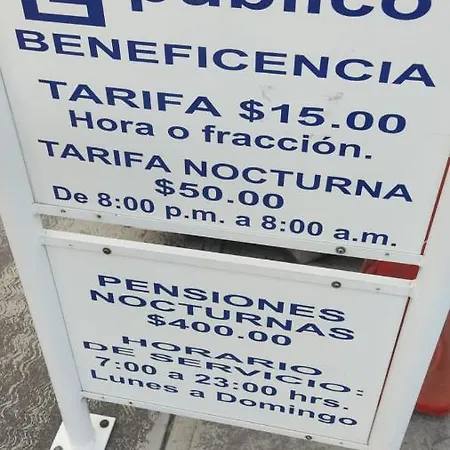 público
BENEFICENCIA
TARIFA $15.00
Hora o fracción.
TARIFA NOCTURNA
$50.00
De 8:00 p.m. a 8:00 a.m.
PENSIONES
NOCTURNAS
$400.00
HORARIO
DE SERVICIO:
7:00 a 23:00 hrs.
Lunes a Domingo